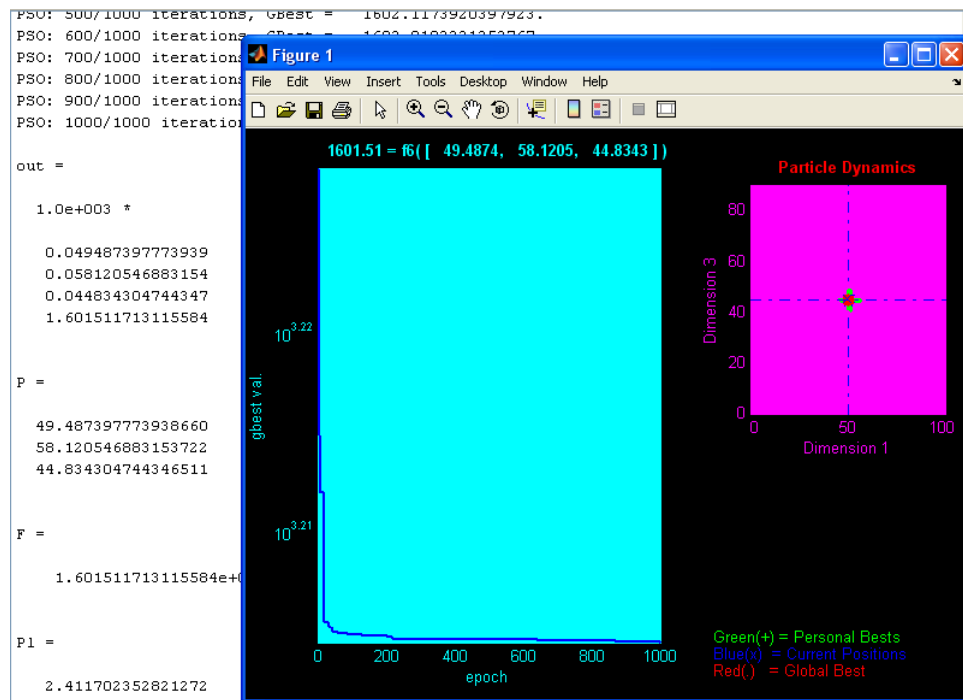 PSO: 500/1000 iterations, GBest = 1602.1173920397923.
PSO: 600/1000 iterations, GBest =
PSO: 700/1000 iterations
PSO: 800/1000 iterations
PSO: 900/1000 iterations
PSO: 1000/1000 iteration
out =
1.0e+003 *
0.049487397773939
0.058120546883154
0.044834304744347
1.601511713115584
P =
49.487397773938660
58.120546883153722
44.834304744346511
F =
1.601511713115584e+0
P1 =
2.411702352821272
Figure 1
File Edit View Insert Tools Desktop Window Help
1601.51 = f6( [ 49.4874, 58.1205, 44.8343 ] )
gbest val.
10^3.22
10^3.21
0 200 400 600 800 1000
epoch
Particle Dynamics
Dimension 3
80
60
40
20
0
0 50 100
Dimension 1
Green(+) = Personal Bests
Blue(x) = Current Positions
Red(.) = Global Best